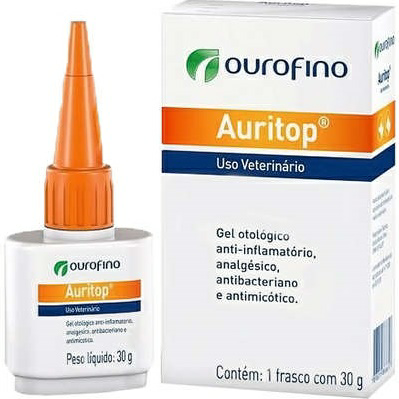 ourofino
Auritop®
Uso Veterinário
Gel otológico
anti-inflamatório,
analgésico,
antibacteriano
e antimicótico.
Contém: 1 frasco com 30 g
ourofino
Auritop®
Uso Veterinário
Gel otológico anti-inflamatório,
analgésico, antibacteriano e
antimicótico.
Peso líquido: 30 g
ourofino
Auritop